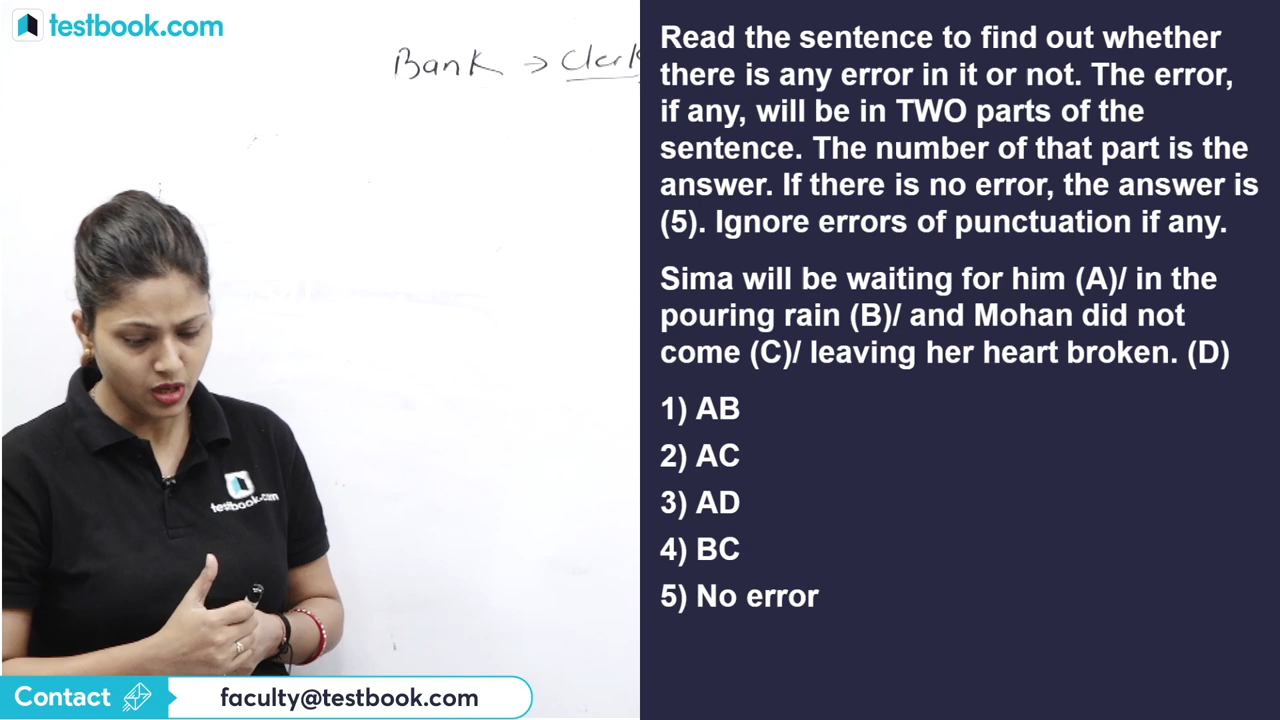 testbook.com
Bank → Clerk
Read the sentence to find out whether
there is any error in it or not. The error,
if any, will be in TWO parts of the
sentence. The number of that part is the
answer. If there is no error, the answer is
(5). Ignore errors of punctuation if any.
Sima will be waiting for him (A)/ in the
pouring rain (B)/ and Mohan did not
come (C)/ leaving her heart broken. (D)
1) AB
2) AC
3) AD
4) BC
5) No error
testbook.com
Contact faculty@testbook.com